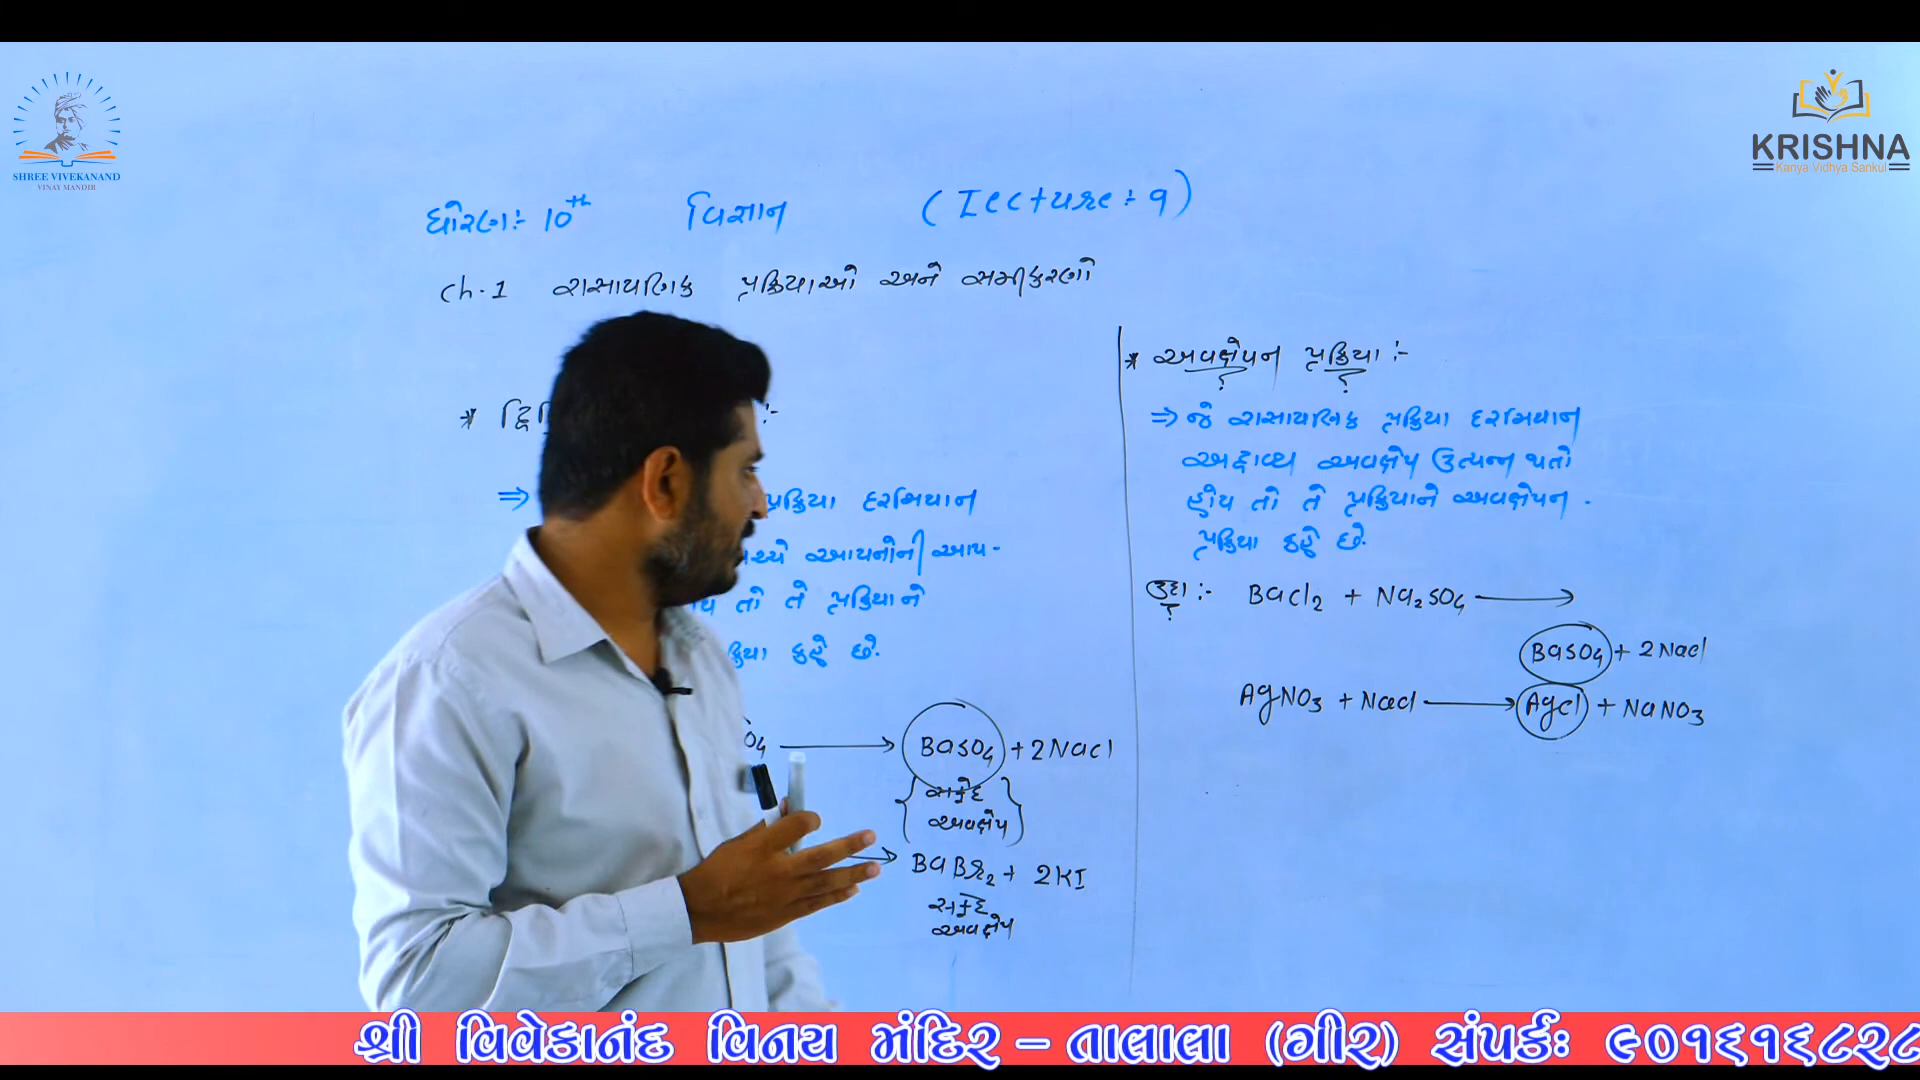 SHREE VIVEKANAND
VINAY MANDIR
KRISHNA
Kanya Vidhya Sankul
ધોરણ:- 10th વિજ્ઞાન (Lecture:- 9)
ch.1 રાસાયણિક પ્રક્રિયાઓ અને સમીકરણો
* દ્વિ :-
⇒ પ્રક્રિયા દરમિયાન
વચ્ચે આયનોની આપ-
તો તે પ્રક્રિયાને
કહે છે.
O4 ⟶ BaSO4 + 2NaCl
{ સફેદ
અવક્ષેપ }
⟶ BaBr2 + 2KI
સફેદ
અવક્ષેપ
* અવક્ષેપન પ્રક્રિયા :-
⇒ જે રાસાયણિક પ્રક્રિયા દરમિયાન
અદ્રાવ્ય અવક્ષેપ ઉત્પન્ન થતો
હોય તો તે પ્રક્રિયાને અવક્ષેપન
પ્રક્રિયા કહે છે.
ઉદા :- BaCl2 + Na2SO4 ⟶
BaSO4 + 2NaCl
AgNO3 + NaCl ⟶ AgCl + NaNO3
શ્રી વિવેકાનંદ વિનય મંદિર – તાલાલા (ગીર) સંપર્કઃ ૯૦૧૬૧૬૮૨૮